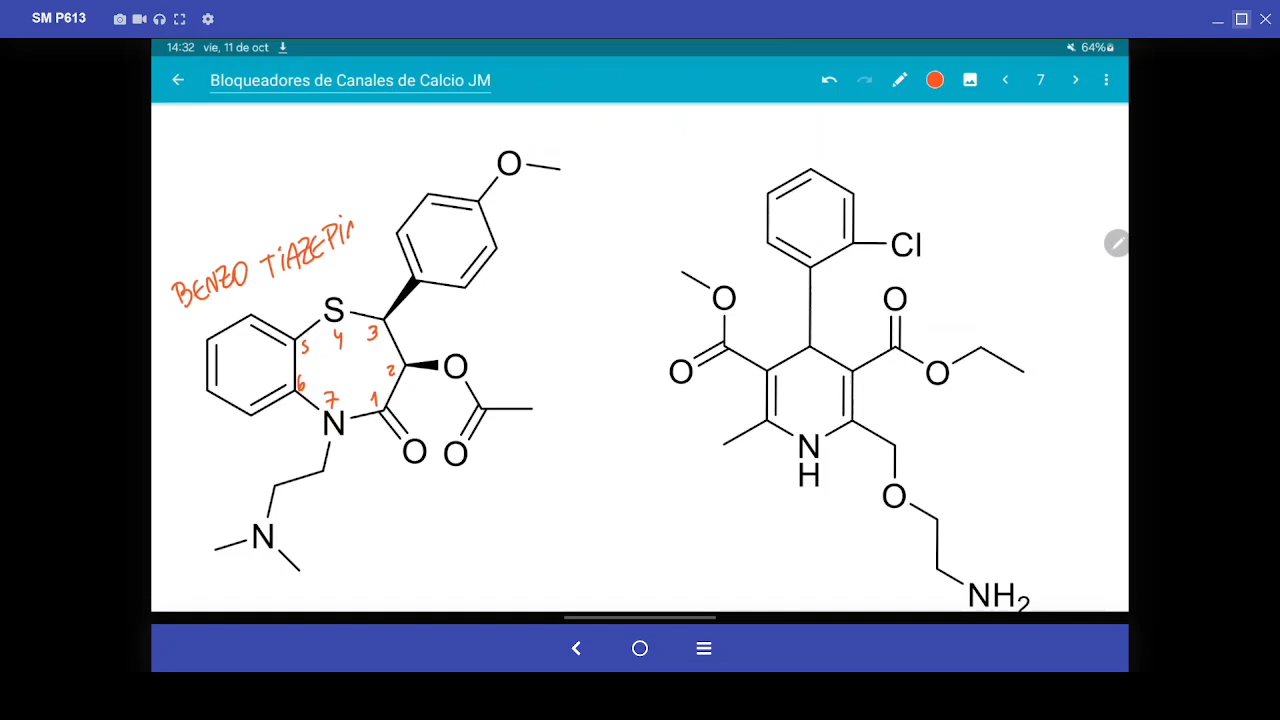 SM P613
14:32 vie, 11 de oct
64%
Bloqueadores de Canales de Calcio JM
7
O
BENZO TIAZEPIN
Cl
S
O
O
4
3
5
O
O
O
2
6
7
1
N
O
O
N
H
O
N
NH2